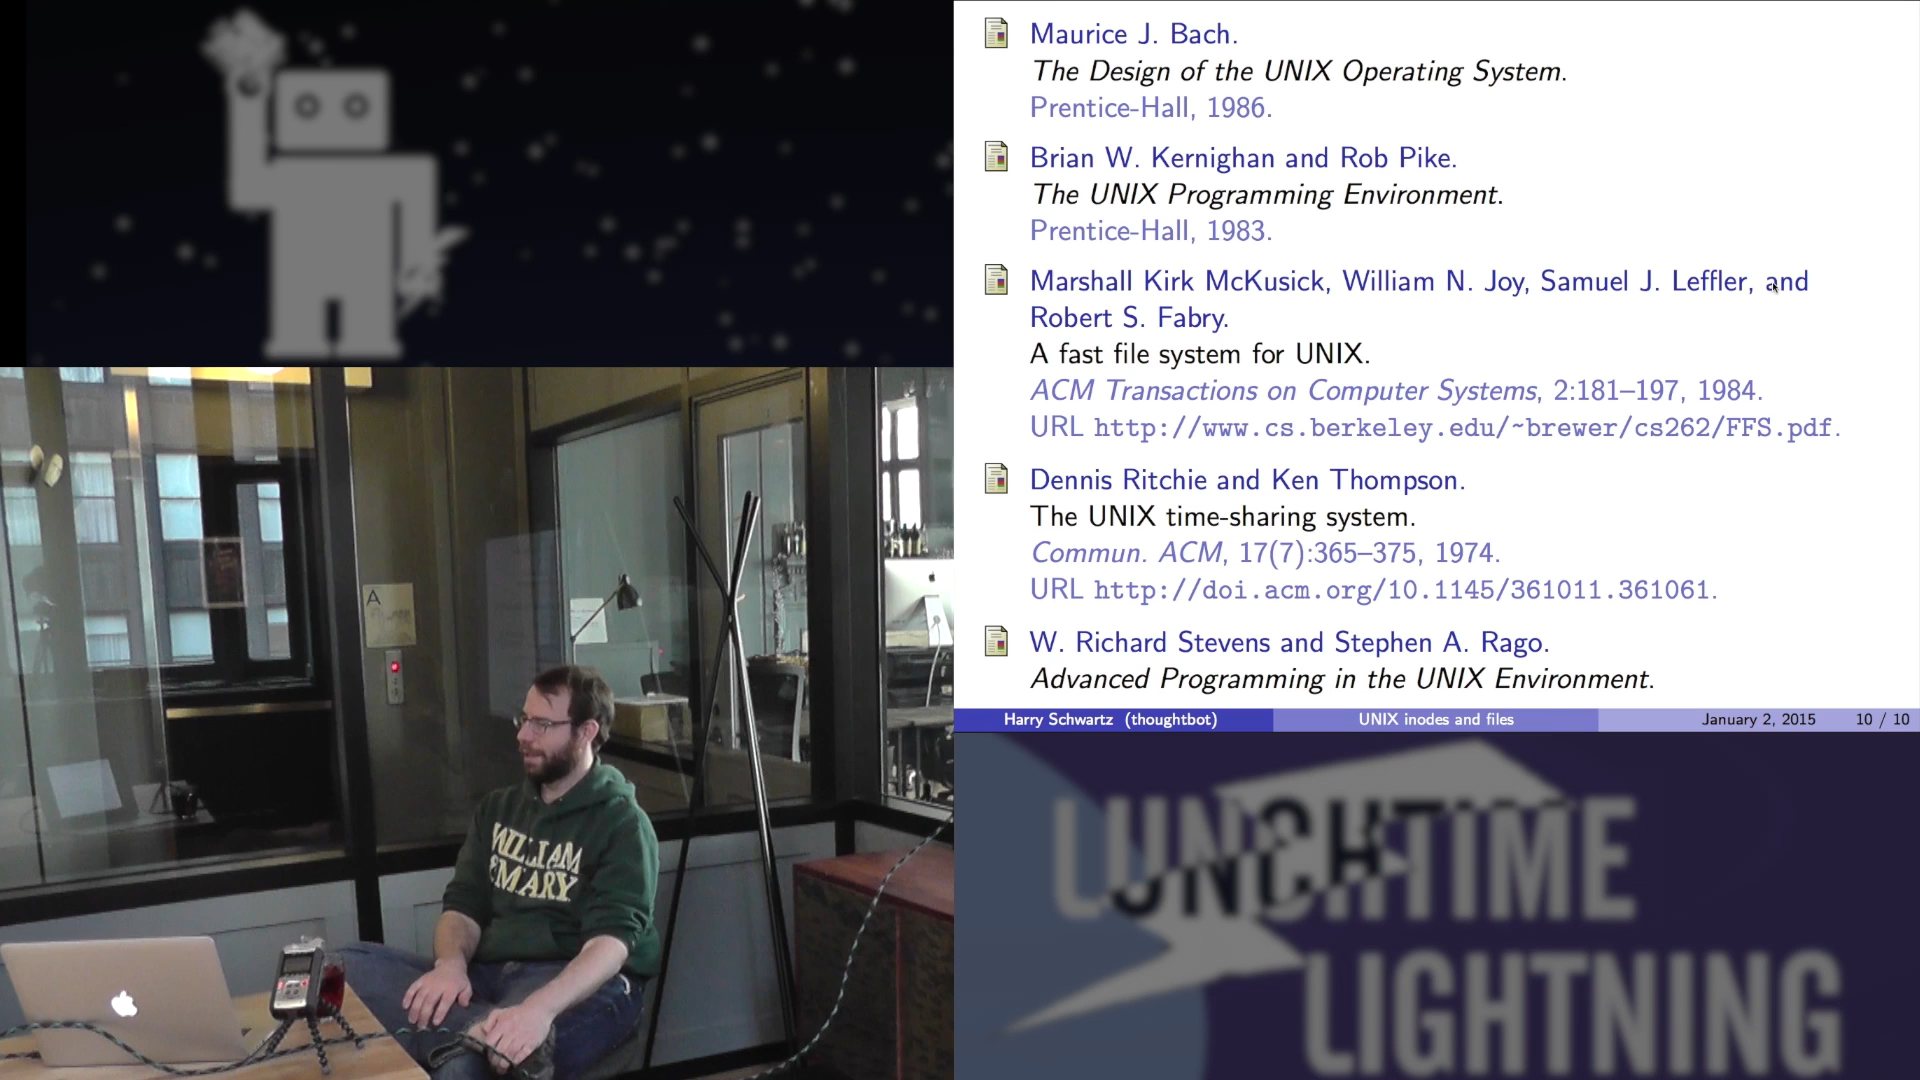 Maurice J. Bach.
The Design of the UNIX Operating System.
Prentice-Hall, 1986.
Brian W. Kernighan and Rob Pike.
The UNIX Programming Environment.
Prentice-Hall, 1983.
Marshall Kirk McKusick, William N. Joy, Samuel J. Leffler, and
Robert S. Fabry.
A fast file system for UNIX.
ACM Transactions on Computer Systems, 2:181–197, 1984.
URL http://www.cs.berkeley.edu/~brewer/cs262/FFS.pdf.
Dennis Ritchie and Ken Thompson.
The UNIX time-sharing system.
Commun. ACM, 17(7):365–375, 1974.
URL http://doi.acm.org/10.1145/361011.361061.
W. Richard Stevens and Stephen A. Rago.
Advanced Programming in the UNIX Environment.
Harry Schwartz (thoughtbot) UNIX inodes and files January 2, 2015 10 / 10
A
WILLIAM
& MARY
LUNCHTIME
LIGHTNING